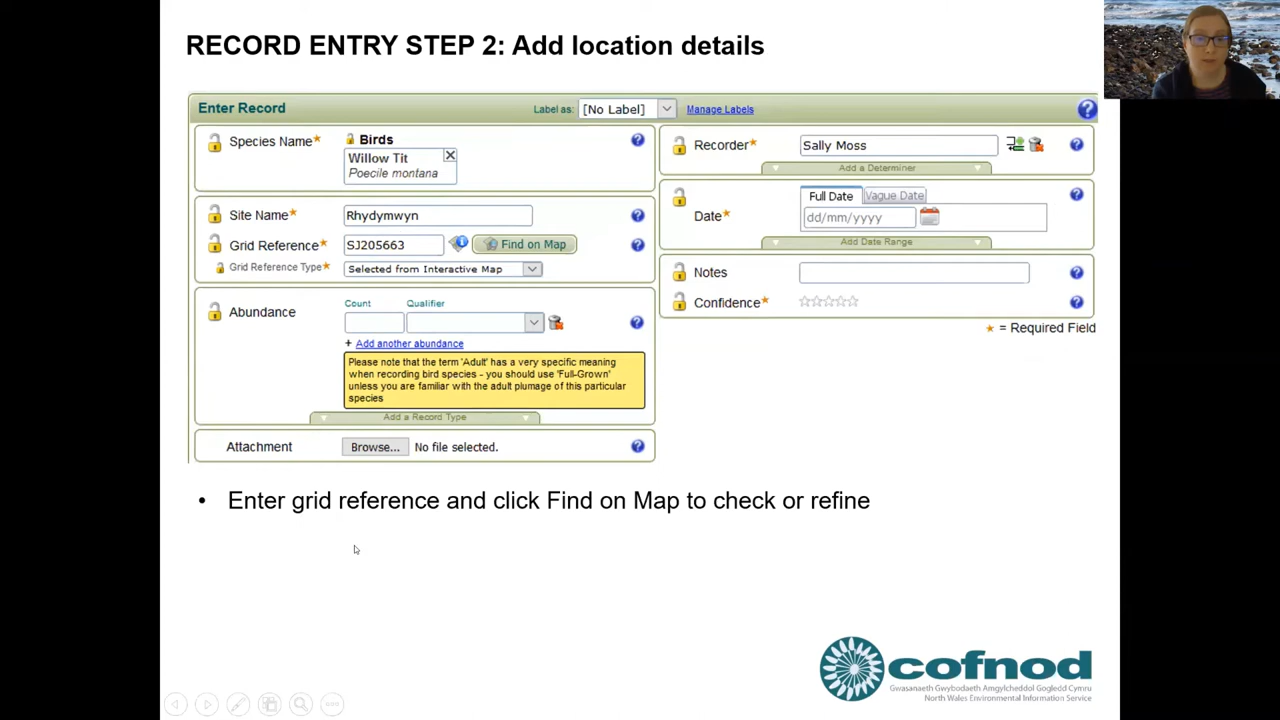 RECORD ENTRY STEP 2: Add location details
Enter Record
Label as: [No Label] Manage Labels
Species Name* Birds
Willow Tit
Poecile montana
Site Name* Rhydymwyn
Grid Reference* SJ205663 Find on Map
Grid Reference Type* Selected from Interactive Map
Abundance Count Qualifier
+ Add another abundance
Please note that the term 'Adult' has a very specific meaning
when recording bird species - you should use 'Full-Grown'
unless you are familiar with the adult plumage of this particular
species
Add a Record Type
Attachment Browse... No file selected.
Recorder* Sally Moss
Add a Determiner
Full Date Vague Date
Date* dd/mm/yyyy
Add Date Range
Notes
Confidence*
* = Required Field
• Enter grid reference and click Find on Map to check or refine
cofnod
Gwasanaeth Gwybodaeth Amgylcheddol Gogledd Cymru
North Wales Environmental Information Service